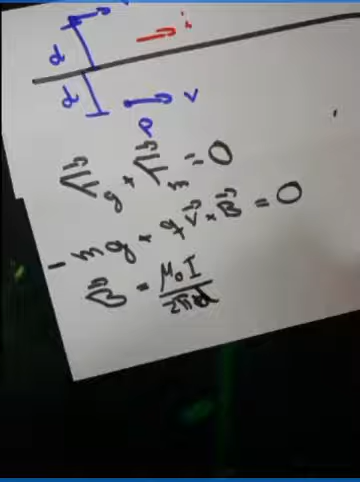 v
d
i
d
p v
F⃗g + F⃗m = 0
-mg + qv⃗ × B⃗ = 0
B⃗ = μ₀I / 2πd